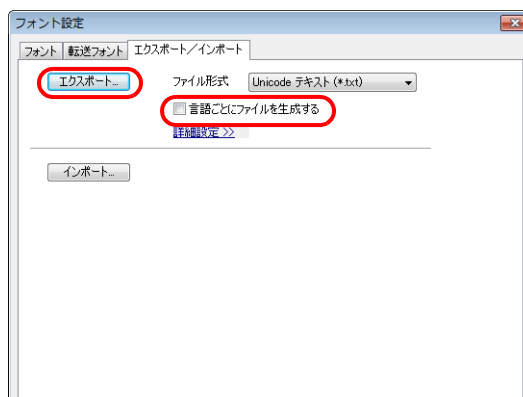 フォント設定
フォント 転送フォント エクスポート／インポート
エクスポート... ファイル形式 Unicode テキスト (*.txt)
言語ごとにファイルを生成する
詳細設定 >>
インポート...